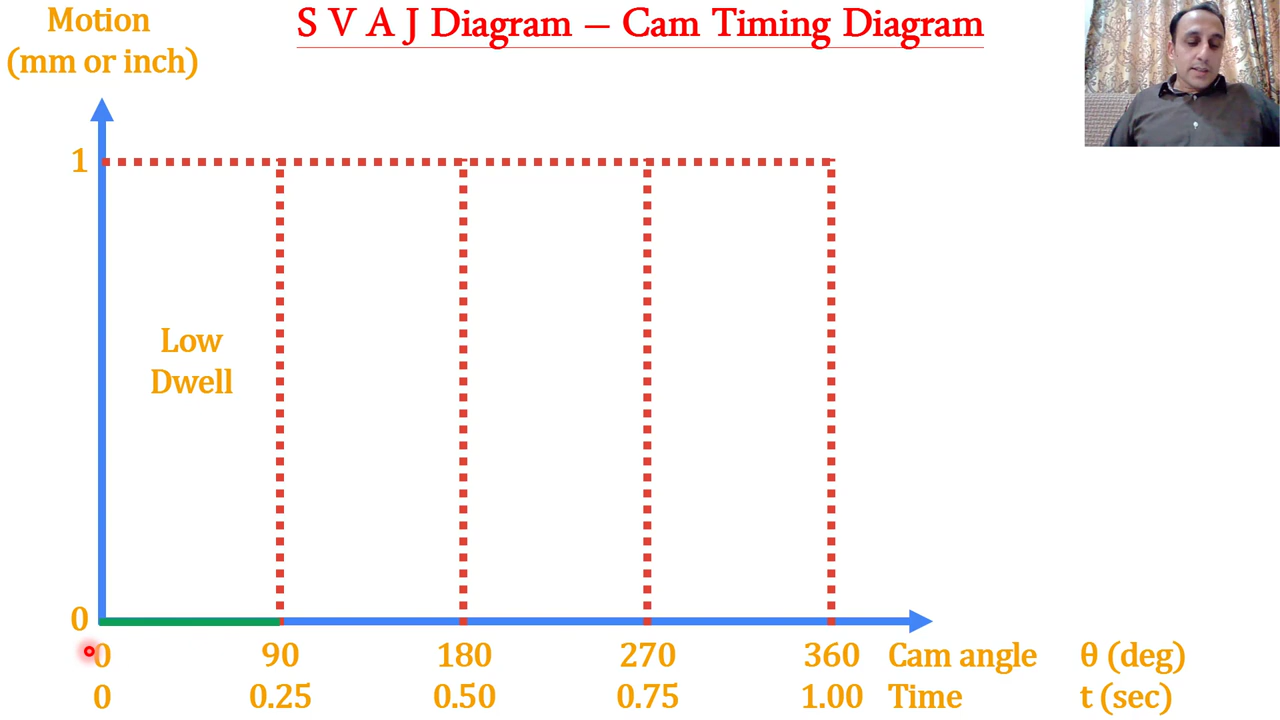 Motion
(mm or inch)
S V A J Diagram – Cam Timing Diagram
1
Low
Dwell
0
0 90 180 270 360 Cam angle θ (deg)
0 0.25 0.50 0.75 1.00 Time t (sec)